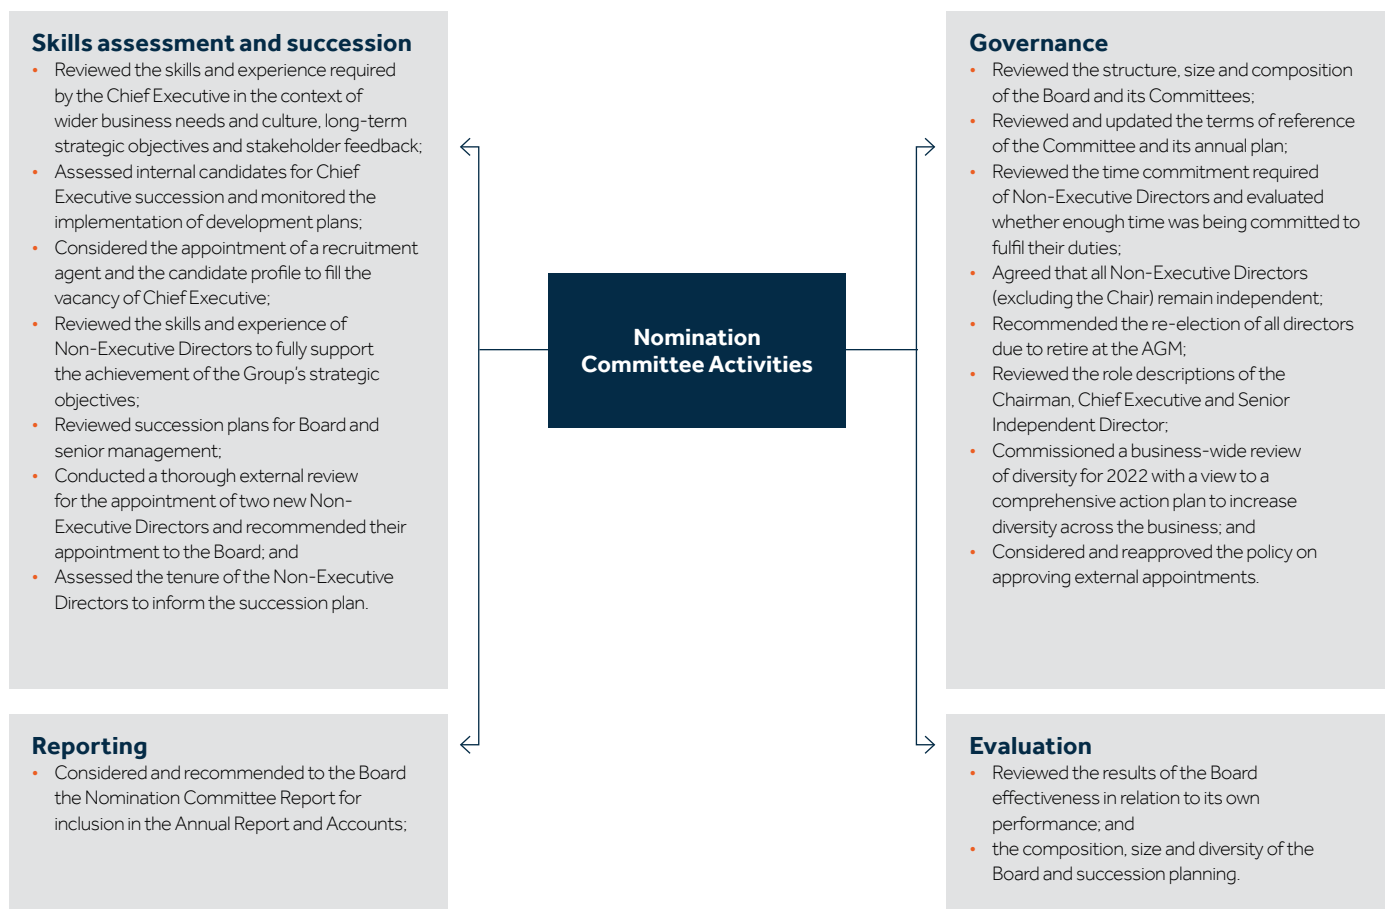 Skills assessment and succession
• Reviewed the skills and experience required
by the Chief Executive in the context of
wider business needs and culture, long-term
strategic objectives and stakeholder feedback;
• Assessed internal candidates for Chief
Executive succession and monitored the
implementation of development plans;
• Considered the appointment of a recruitment
agent and the candidate profile to fill the
vacancy of Chief Executive;
• Reviewed the skills and experience of
Non-Executive Directors to fully support
the achievement of the Group's strategic
objectives;
• Reviewed succession plans for Board and
senior management;
• Conducted a thorough external review
for the appointment of two new Non-
Executive Directors and recommended their
appointment to the Board; and
• Assessed the tenure of the Non-Executive
Directors to inform the succession plan.
Reporting
• Considered and recommended to the Board
the Nomination Committee Report for
inclusion in the Annual Report and Accounts;
Nomination
Committee Activities
Governance
• Reviewed the structure, size and composition
of the Board and its Committees;
• Reviewed and updated the terms of reference
of the Committee and its annual plan;
• Reviewed the time commitment required
of Non-Executive Directors and evaluated
whether enough time was being committed to
fulfil their duties;
• Agreed that all Non-Executive Directors
(excluding the Chair) remain independent;
• Recommended the re-election of all directors
due to retire at the AGM;
• Reviewed the role descriptions of the
Chairman, Chief Executive and Senior
Independent Director;
• Commissioned a business-wide review
of diversity for 2022 with a view to a
comprehensive action plan to increase
diversity across the business; and
• Considered and reapproved the policy on
approving external appointments.
Evaluation
• Reviewed the results of the Board
effectiveness in relation to its own
performance; and
• the composition, size and diversity of the
Board and succession planning.